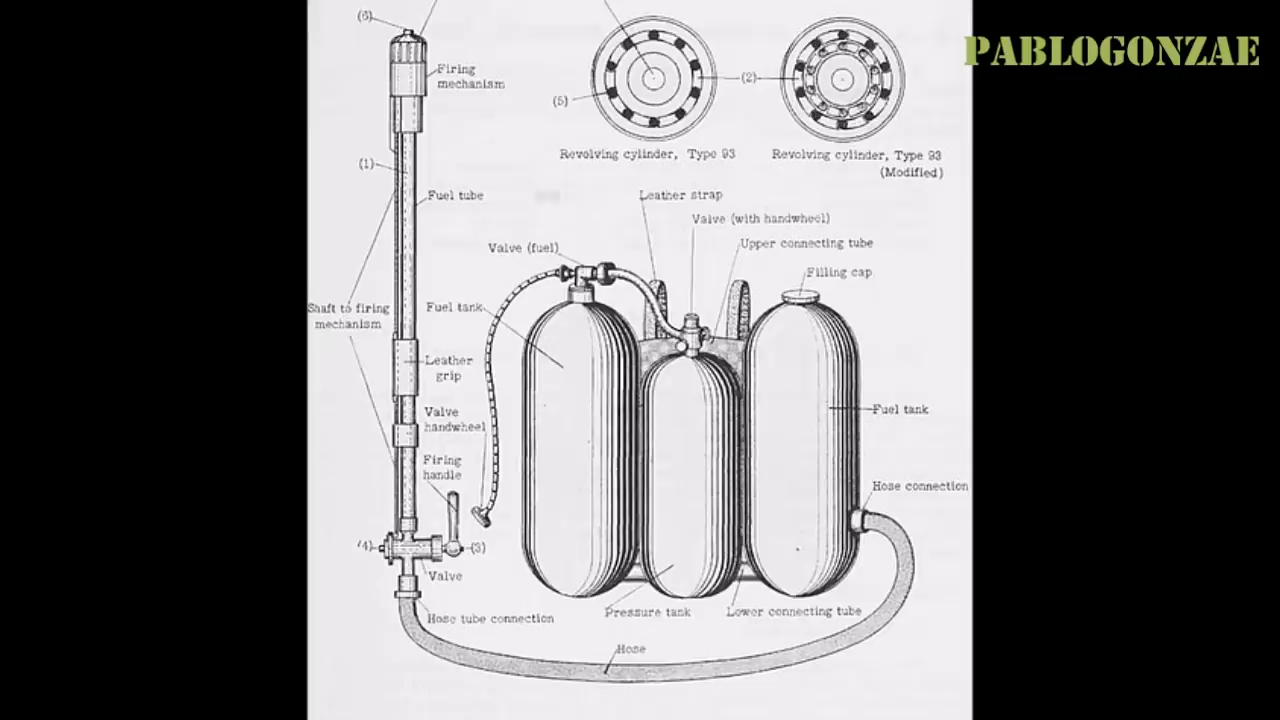 PABLOGONZAE
(6)
Firing
mechanism
(2)
(5)
Revolving cylinder, Type 93
Revolving cylinder, Type 93
(Modified)
(1)
Fuel tube
Leather strap
Valve (with handwheel)
Valve (fuel)
Upper connecting tube
Filling cap
Shaft to firing
mechanism
Fuel tank
Leather
grip
Valve
handwheel
Fuel tank
Firing
handle
Hose connection
(4)
(3)
Valve
Pressure tank
Lower connecting tube
Hose tube connection
Hose